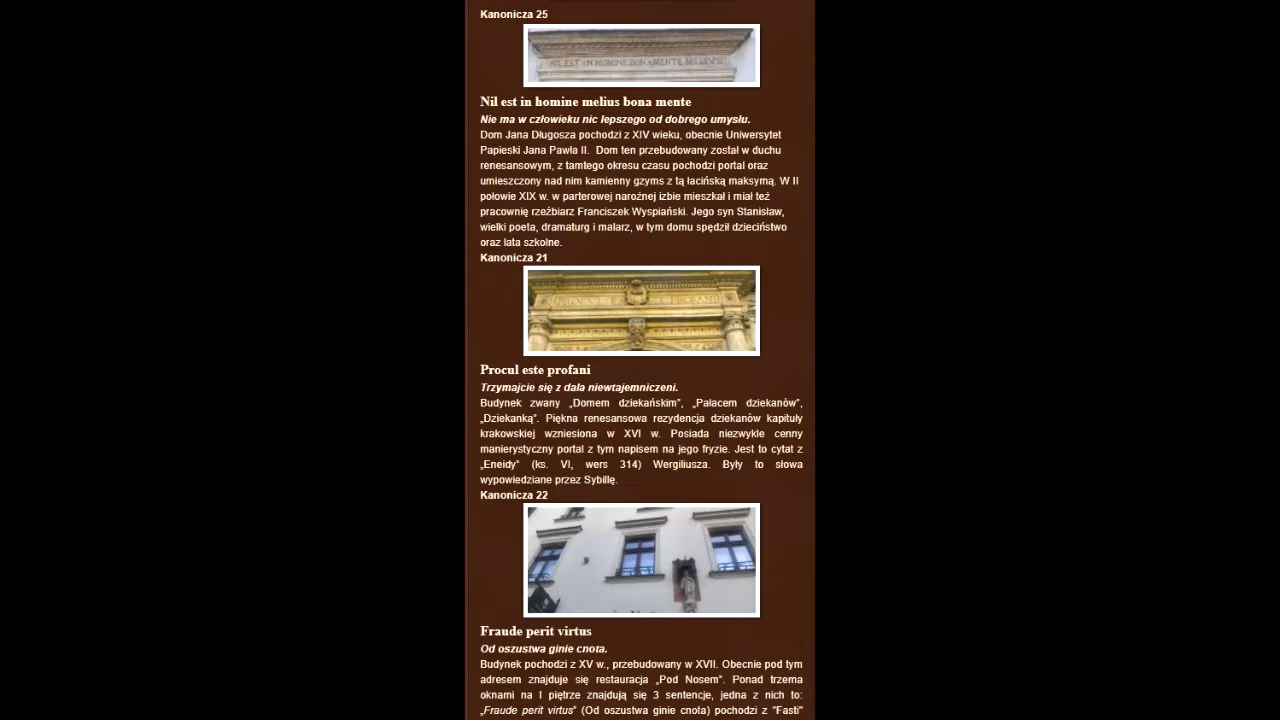 Kanonicza 25
NIL EST IN HOMINE BONA MENTE MELIVS
Nil est in homine melius bona mente
Nie ma w człowieku nic lepszego od dobrego umysłu.
Dom Jana Długosza pochodzi z XIV wieku, obecnie Uniwersytet
Papieski Jana Pawła II. Dom ten przebudowany został w duchu
renesansowym, z tamtego okresu czasu pochodzi portal oraz
umieszczony nad nim kamienny gzyms z tą łacińską maksymą. W II
połowie XIX w. w parterowej narożnej izbie mieszkał i miał też
pracownię rzeźbiarz Franciszek Wyspiański. Jego syn Stanisław,
wielki poeta, dramaturg i malarz, w tym domu spędził dzieciństwo
oraz lata szkolne.
Kanonicza 21
Procul este profani
Trzymajcie się z dala niewtajemniczeni.
Budynek zwany „Domem dziekańskim”, „Pałacem dziekanów”,
„Dziekanką”. Piękna renesansowa rezydencja dziekanów kapituły
krakowskiej wzniesiona w XVI w. Posiada niezwykle cenny
manierystyczny portal z tym napisem na jego fryzie. Jest to cytat z
„Eneidy” (ks. VI, wers 314) Wergiliusza. Były to słowa
wypowiedziane przez Sybillę.
Kanonicza 22
Fraude perit virtus
Od oszustwa ginie cnota.
Budynek pochodzi z XV w., przebudowany w XVII. Obecnie pod tym
adresem znajduje się restauracja „Pod Nosem”. Ponad trzema
oknami na I piętrze znajdują się 3 sentencje, jedna z nich to:
„Fraude perit virtus” (Od oszustwa ginie cnota) pochodzi z "Fasti"